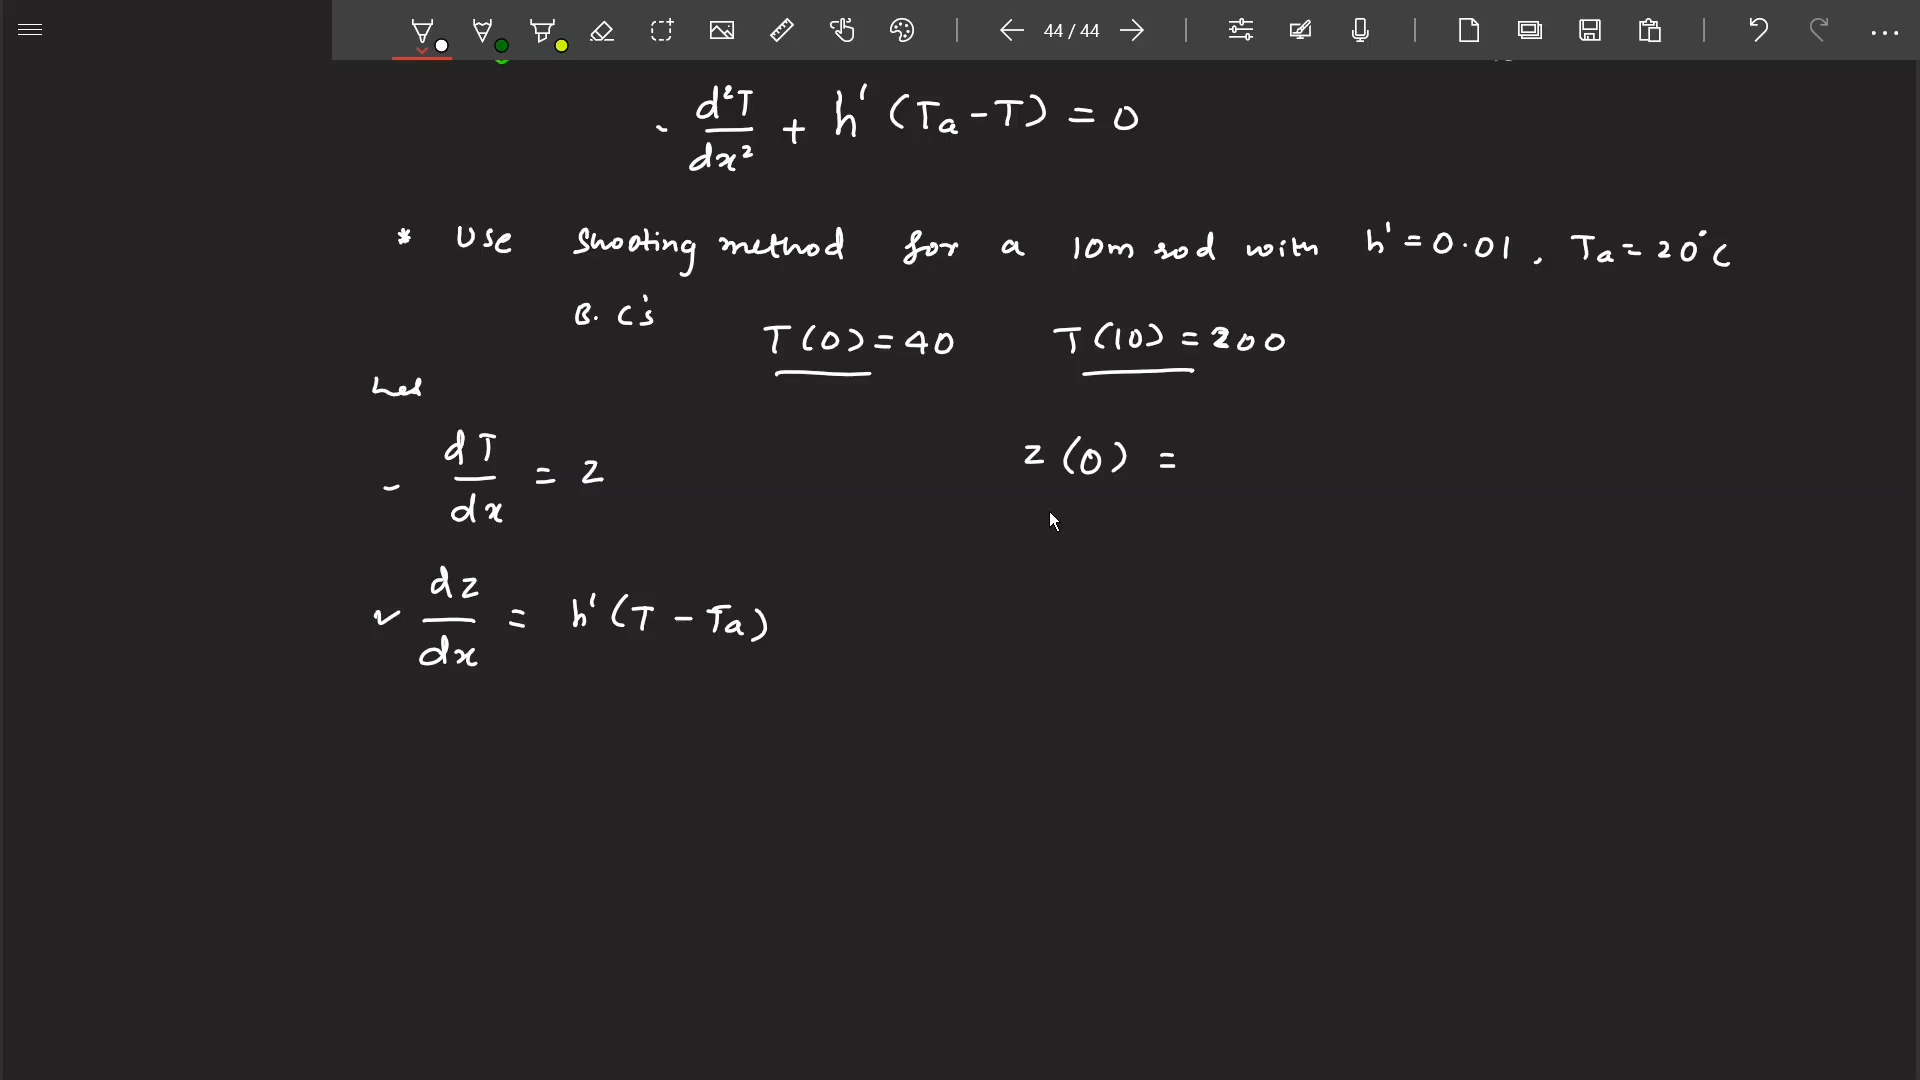 44 / 44
d²T/dx² + h' (Ta - T) = 0
* Use Shooting method for a 10m rod with h' = 0.01, Ta = 20°C
B.C's T(0) = 40 T(10) = 200
Let
- dT/dx = z z(0) =
✓ dz/dx = h' (T - Ta)